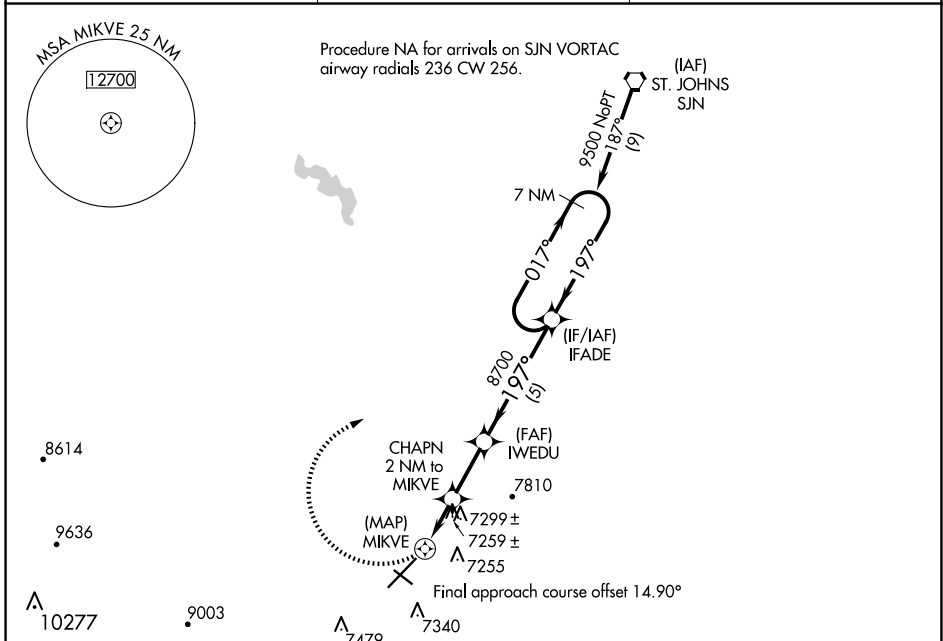 MSA MIKVE 25 NM
12700
Procedure NA for arrivals on SJN VORTAC
airway radials 236 CW 256.
(IAF)
ST. JOHNS
SJN
9500 NoPT
187°
(9)
7 NM
017°
197°
(IF/IAF)
IFADE
8700
197°
(5)
(FAF)
IWEDU
CHAPN
2 NM to
MIKVE
8614
7810
7299 ±
7259 ±
(MAP)
MIKVE
9636
7255
Final approach course offset 14.90°
10277
9003
7479
7340